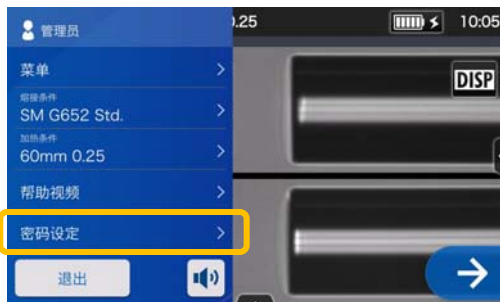 管理员
菜单
熔接条件
SM G652 Std.
加热条件
60mm 0.25
帮助视频
密码设定
退出
.25
10:05
DISP